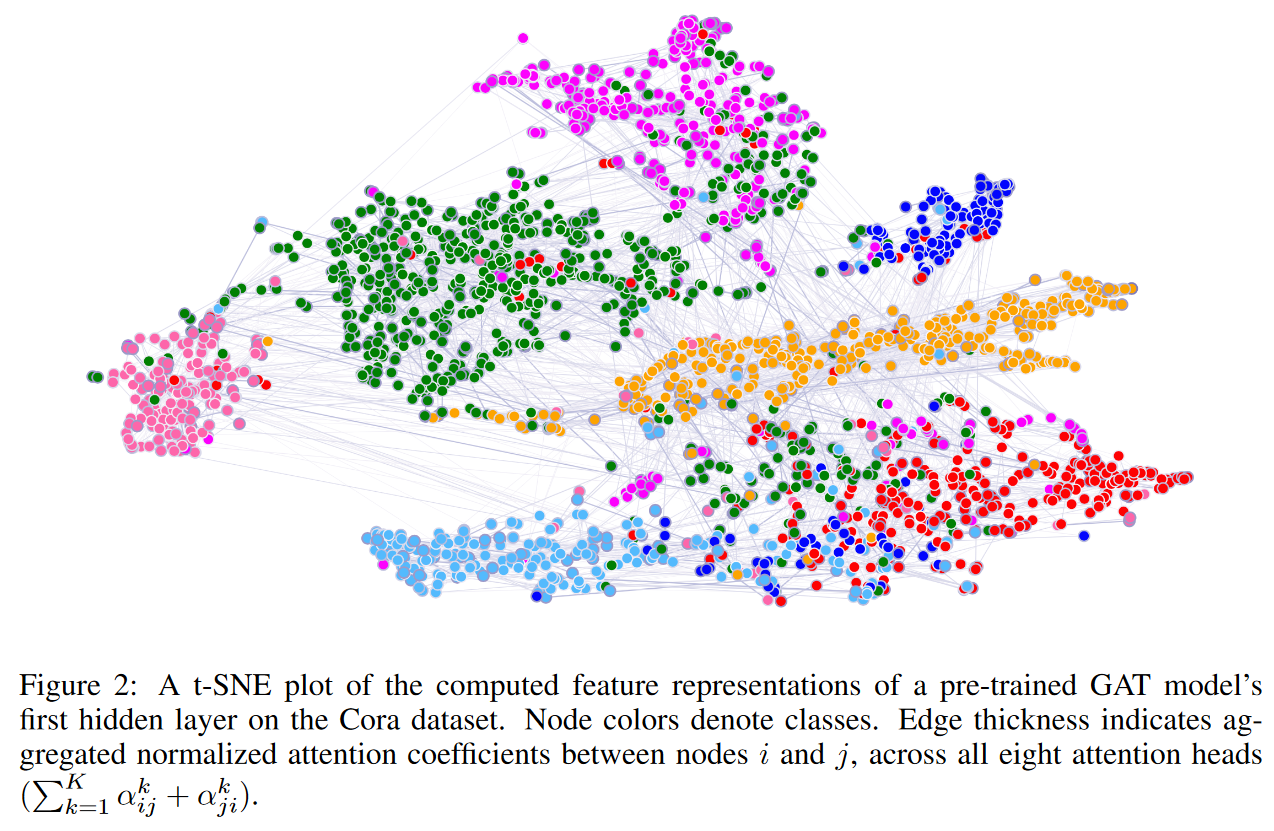 Figure 2: A t-SNE plot of the computed feature representations of a pre-trained GAT model's
first hidden layer on the Cora dataset. Node colors denote classes. Edge thickness indicates ag-
gregated normalized attention coefficients between nodes i and j, across all eight attention heads
(∑_{k=1}^{K} α_{ij}^{k} + α_{ji}^{k}).